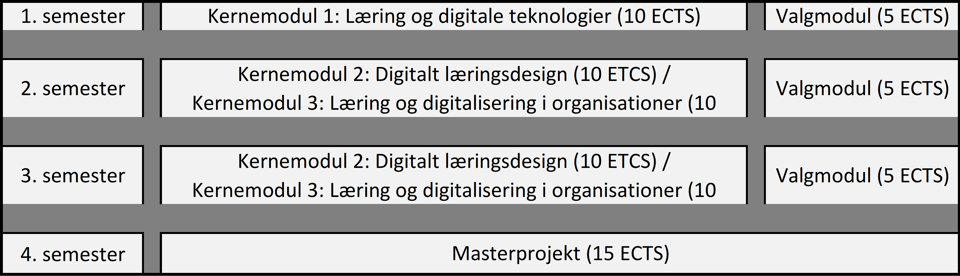 1. semester Kernemodul 1: Læring og digitale teknologier (10 ECTS) Valgmodul (5 ECTS)
2. semester Kernemodul 2: Digitalt læringsdesign (10 ETCS) / Valgmodul (5 ECTS)
Kernemodul 3: Læring og digitalisering i organisationer (10
3. semester Kernemodul 2: Digitalt læringsdesign (10 ETCS) / Valgmodul (5 ECTS)
Kernemodul 3: Læring og digitalisering i organisationer (10
4. semester Masterprojekt (15 ECTS)